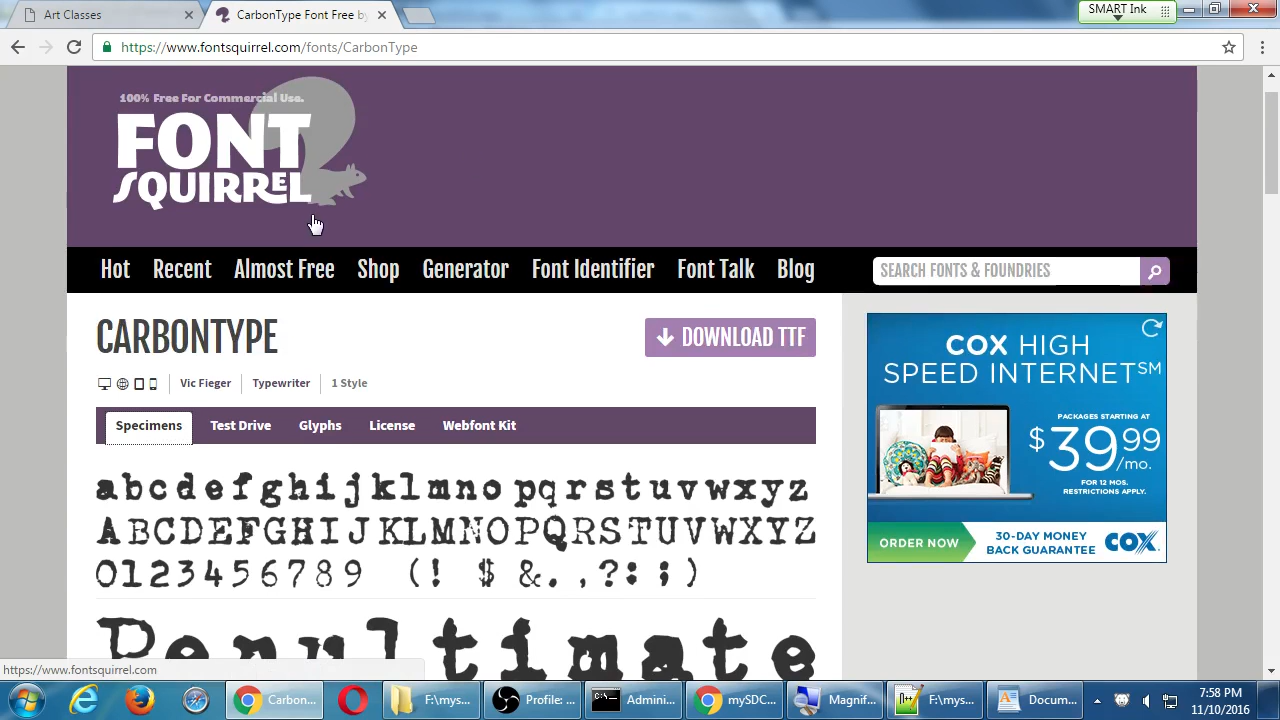 Art Classes
CarbonType Font Free by
SMART Ink
https://www.fontsquirrel.com/fonts/CarbonType
100% Free For Commercial Use.
FONT
SQUIRREL
Hot Recent Almost Free Shop Generator Font Identifier Font Talk Blog
SEARCH FONTS & FOUNDRIES
CARBONTYPE
DOWNLOAD TTF
Vic Fieger Typewriter 1 Style
Specimens Test Drive Glyphs License Webfont Kit
abcdefghijklmnopqrstuvwxyz
ABCDEFGHIJKLMNOPQRSTUVWXYZ
0123456789 (! $ &.,?:;)
Penultimate
COX HIGH
SPEED INTERNET℠
PACKAGES STARTING AT
$39.99
/mo.
FOR 12 MOS.
RESTRICTIONS APPLY.
ORDER NOW
30-DAY MONEY
BACK GUARANTEE
COX
https://www.fontsquirrel.com
Carbon...
F:\mys...
Profile: ...
Admini...
mySDC...
Magnif...
F:\mys...
Docum...
7:58 PM
11/10/2016